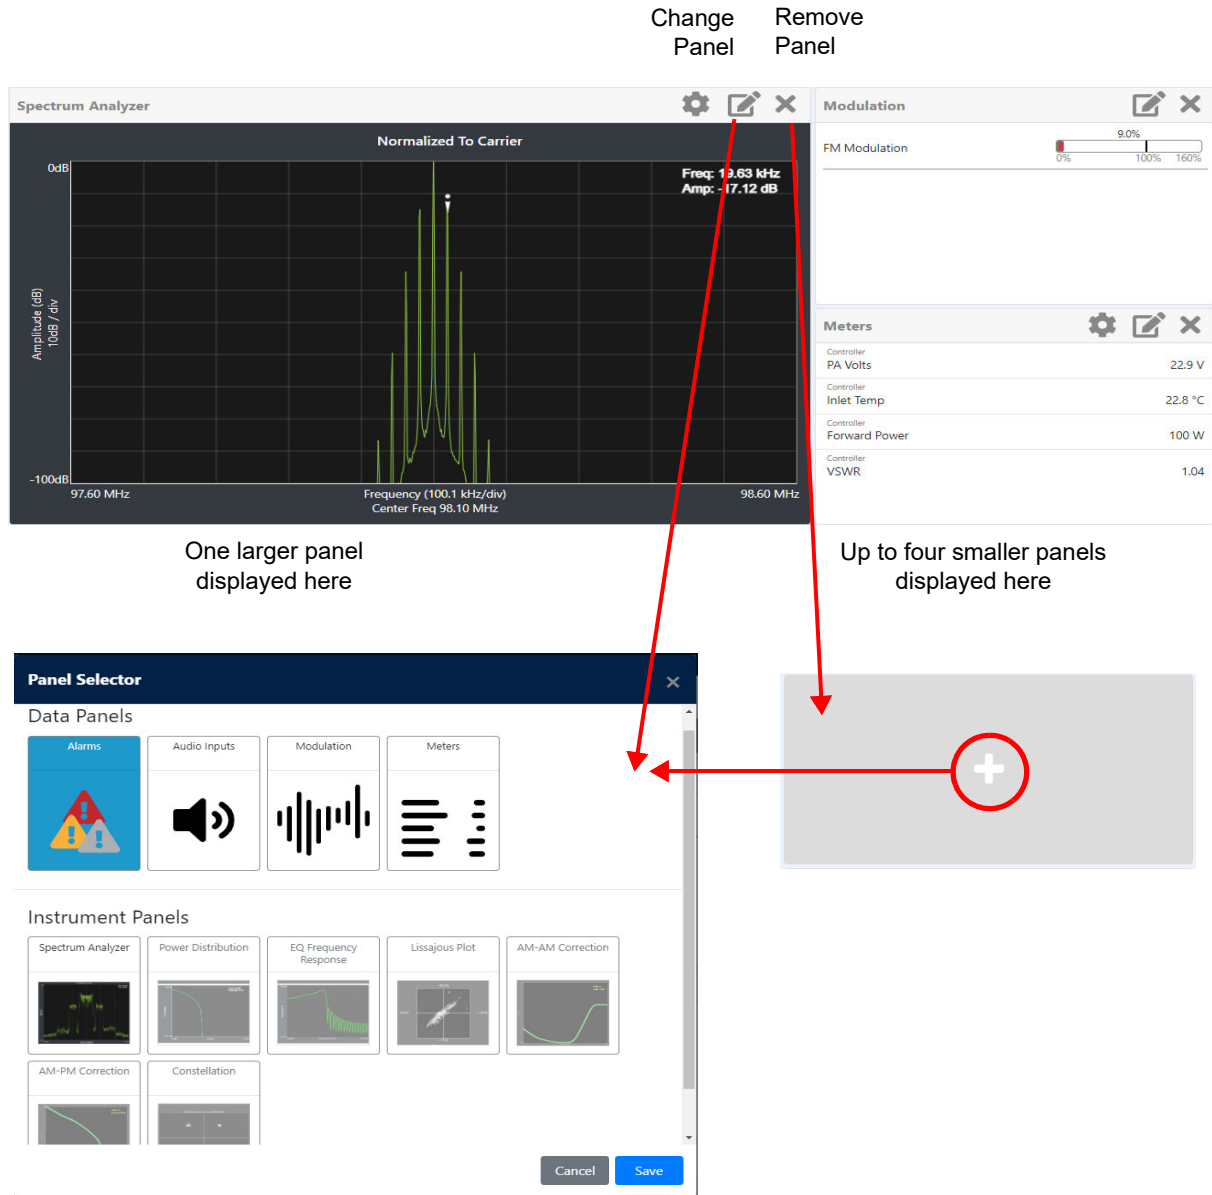 Change
Panel
Remove
Panel
Spectrum Analyzer
Normalized To Carrier
0dB
Freq: 19.63 kHz
Amp: -17.12 dB
Amplitude (dB)
10dB / div
-100dB
97.60 MHz
Frequency (100.1 kHz/div)
98.60 MHz
Center Freq 98.10 MHz
Modulation
FM Modulation
9.0%
0%
100%
160%
Meters
Controller
PA Volts
22.9 V
Controller
Inlet Temp
22.8 °C
Controller
Forward Power
100 W
Controller
VSWR
1.04
One larger panel
displayed here
Up to four smaller panels
displayed here
Panel Selector
Data Panels
Alarms
Audio Inputs
Modulation
Meters
Instrument Panels
Spectrum Analyzer
Power Distribution
EQ Frequency
Response
Lissajous Plot
AM-AM Correction
AM-PM Correction
Constellation
Cancel
Save